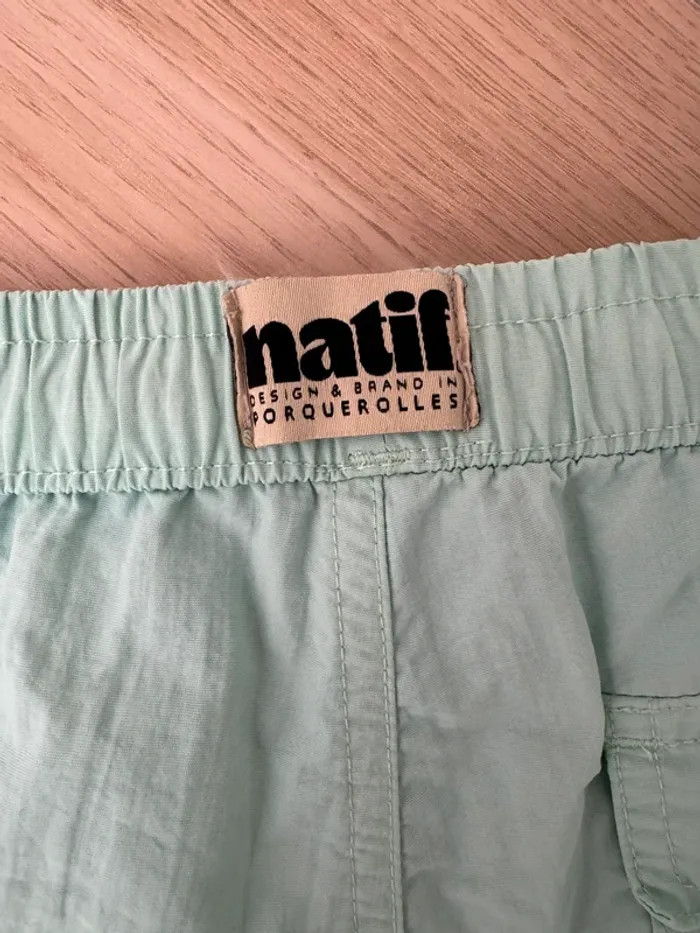 natif
DESIGN & BRAND IN
PORQUEROLLES